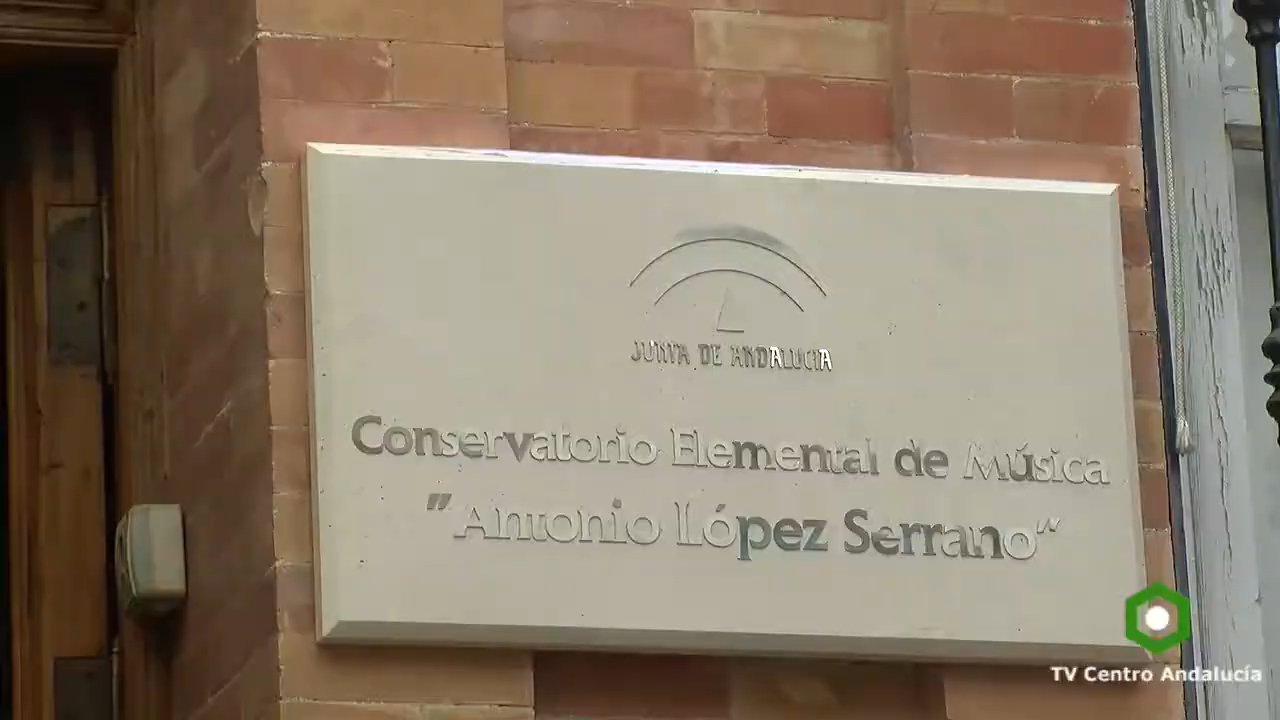 JUNTA DE ANDALUCIA
Conservatorio Elemental de Música
"Antonio López Serrano"
TV Centro Andalucía